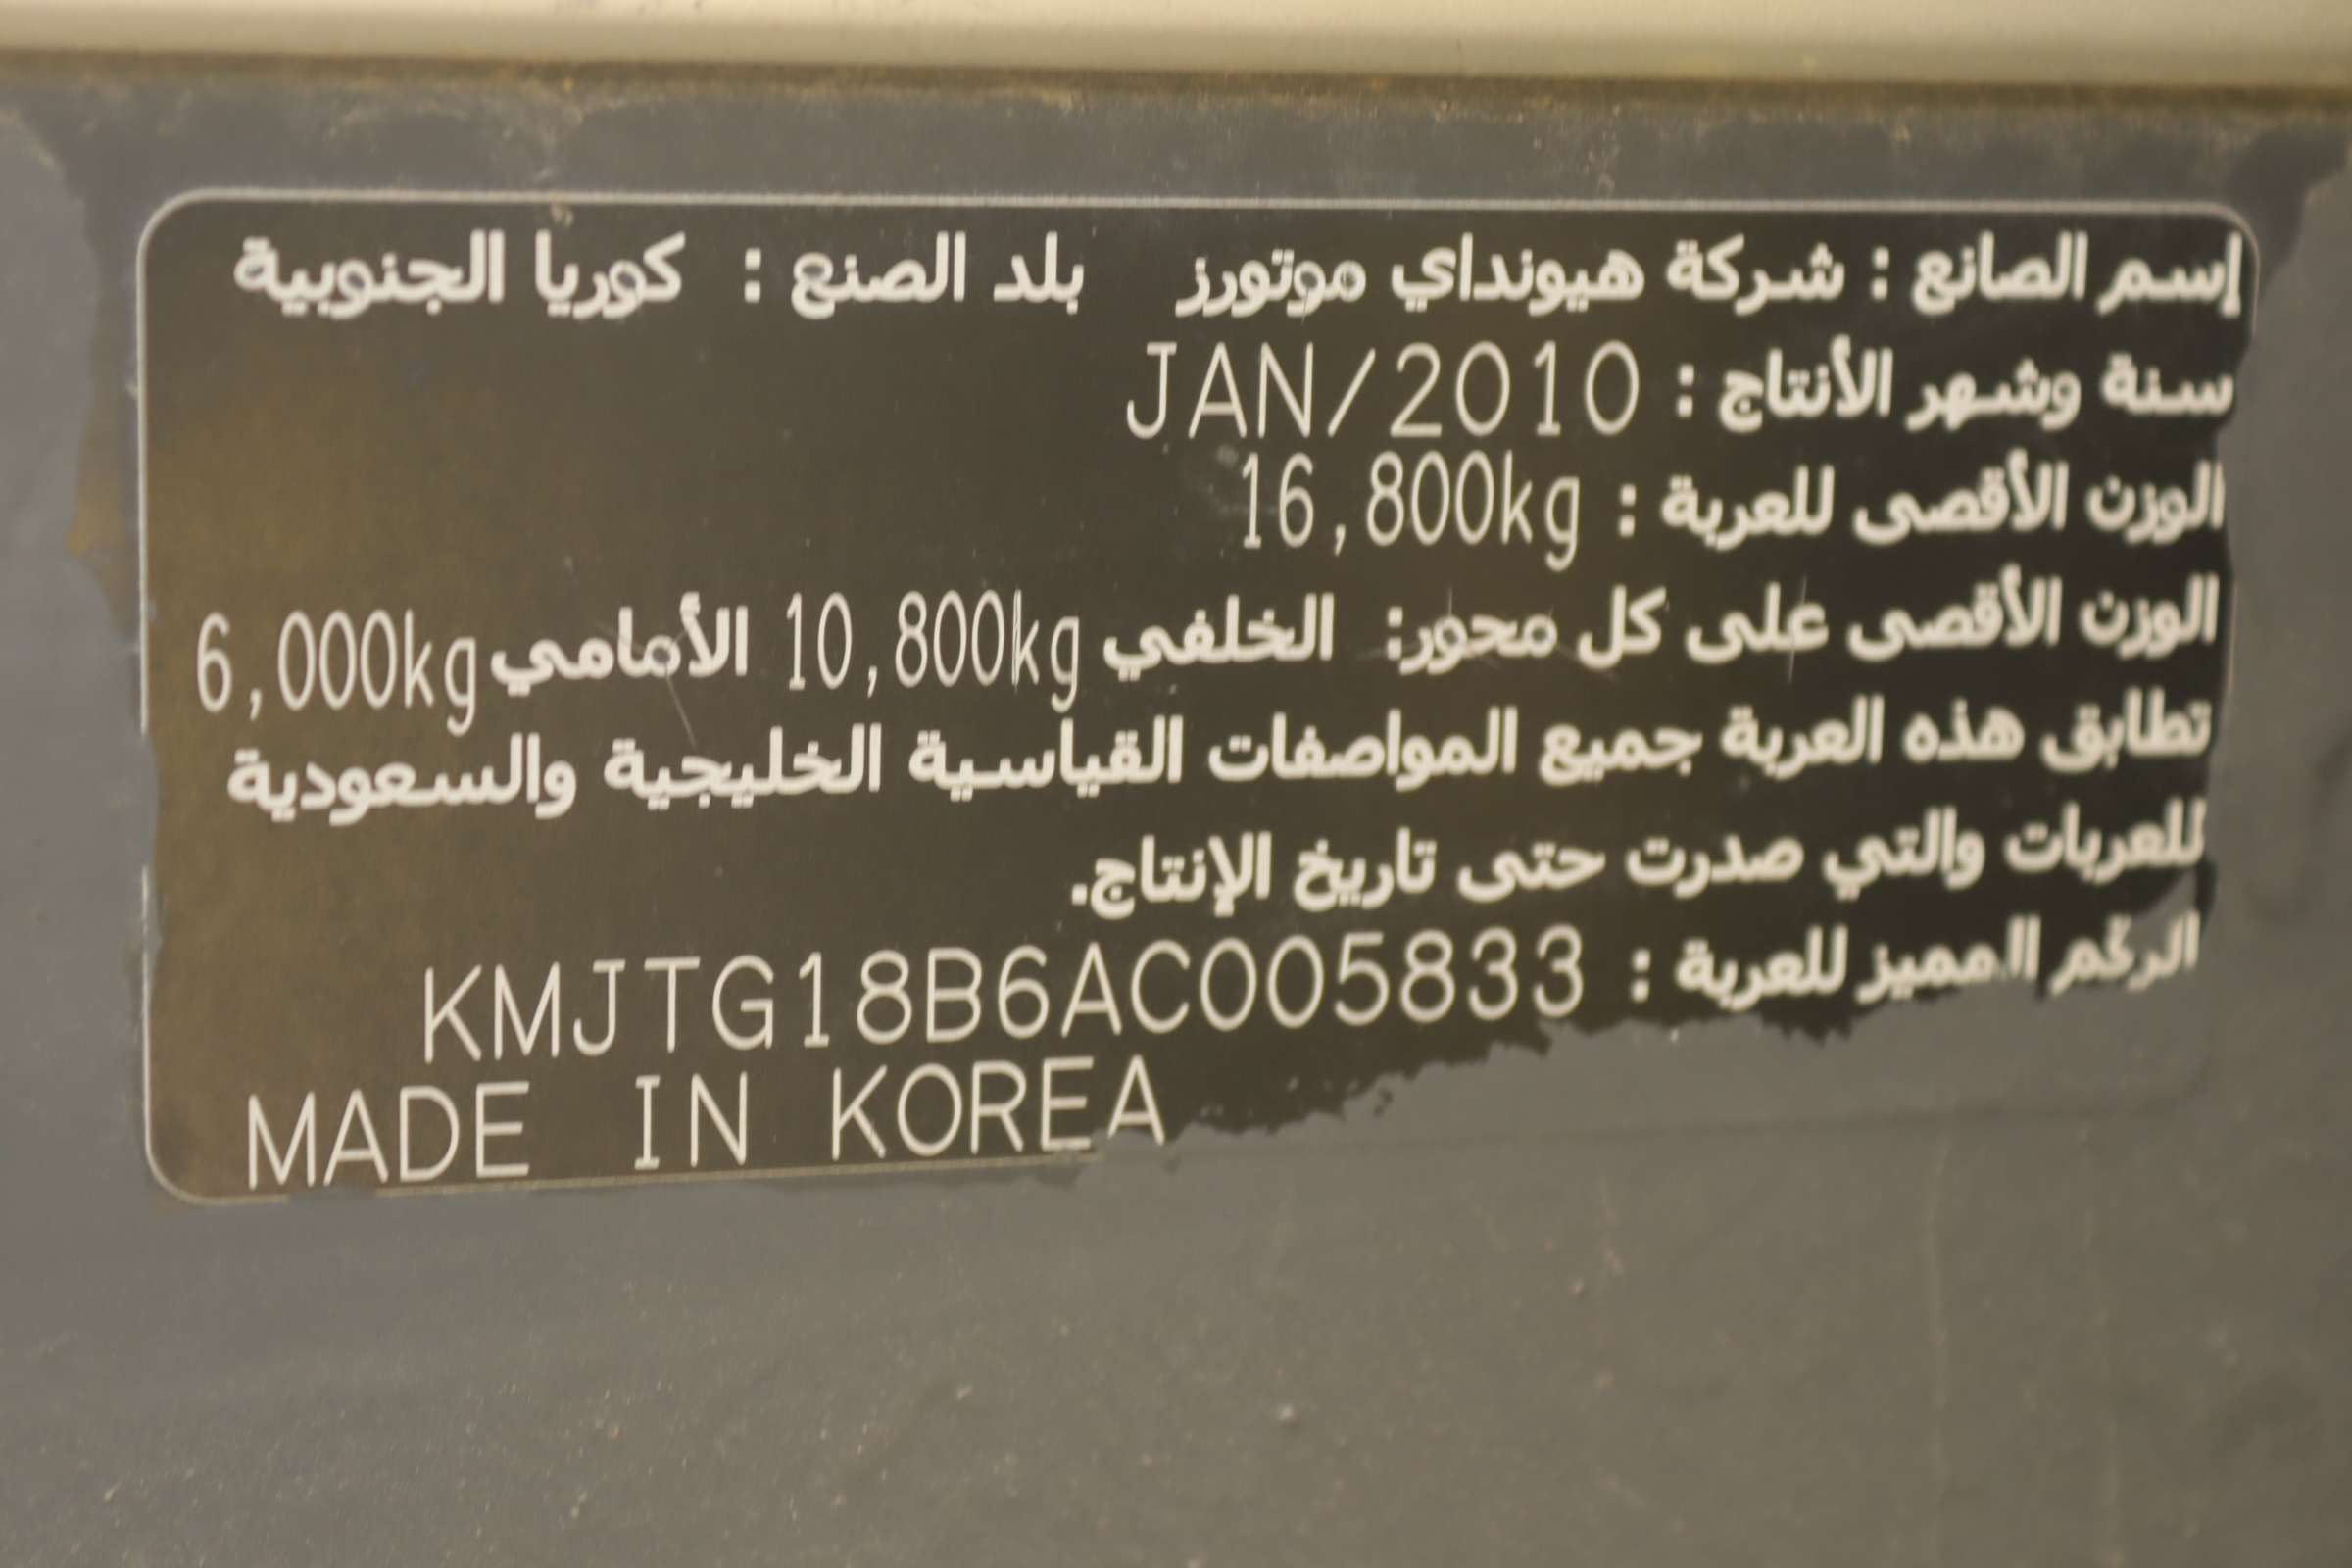 إسم الصانع : شركة هيونداي موتورز بلد الصنع : كوريا الجنوبية
سنة وشهر الأنتاج : JAN/2010
الوزن الأقصى للعربة : 16,800kg
الوزن الأقصى على كل محور: الخلفي 10,800kg الأمامي 6,000kg
تطابق هذه العربة جميع المواصفات القياسية الخليجية والسعودية
للعربات والتي صدرت حتى تاريخ الإنتاج.
الرقم المميز للعربة : KMJTG18B6AC005833
MADE IN KOREA